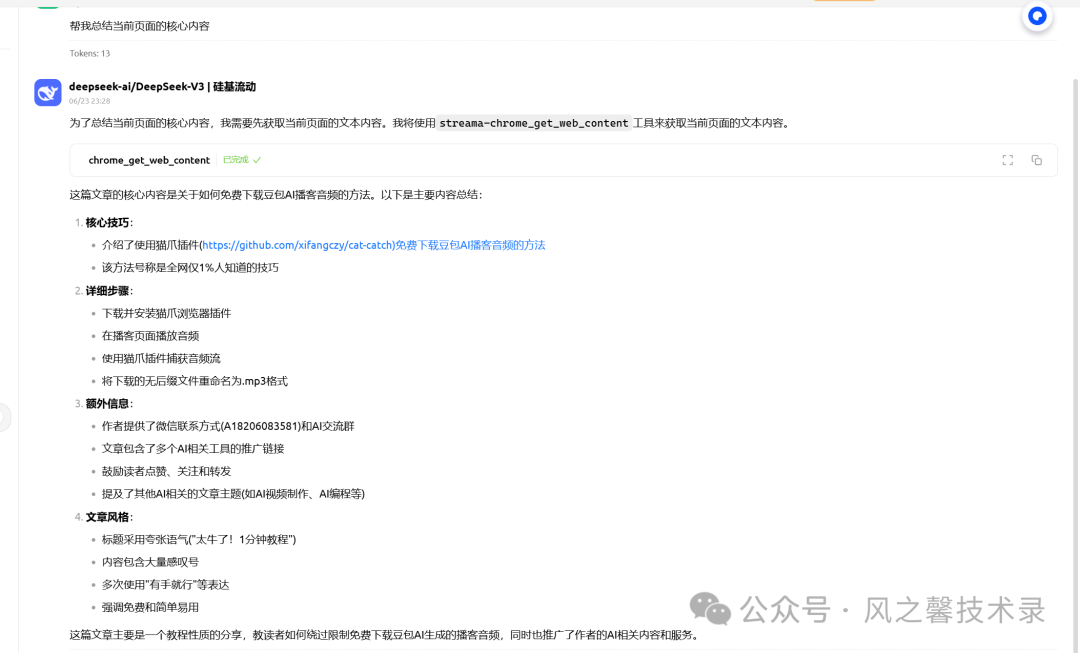 帮我总结当前页面的核心内容
Tokens: 13
deepseek-ai/DeepSeek-V3 | 硅基流动
06/23 23:28
为了总结当前页面的核心内容，我需要先获取当前页面的文本内容。我将使用 streama-chrome_get_web_content 工具来获取当前页面的文本内容。
chrome_get_web_content 已完成
这篇文章的核心内容是关于如何免费下载豆包AI播客音频的方法。以下是主要内容总结：
1. 核心技巧：
• 介绍了使用猫爪插件(https://github.com/xifangczy/cat-catch)免费下载豆包AI播客音频的方法
• 该方法号称是全网仅1%人知道的技巧
2. 详细步骤：
• 下载并安装猫爪浏览器插件
• 在播客页面播放音频
• 使用猫爪插件捕获音频流
• 将下载的无后缀文件重命名为.mp3格式
3. 额外信息：
• 作者提供了微信联系方式(A18206083581)和AI交流群
• 文章包含了多个AI相关工具的推广链接
• 鼓励读者点赞、关注和转发
• 提及了其他AI相关的文章主题(如AI视频制作、AI编程等)
4. 文章风格：
• 标题采用夸张语气("太牛了！1分钟教程")
• 内容包含大量感叹号
• 多次使用"有手就行"等表达
• 强调免费和简单易用
这篇文章主要是一个教程性质的分享，教读者如何绕过限制免费下载豆包AI生成的播客音频，同时也推广了作者的AI相关内容和服务。
公众号 · 风之馨技术录